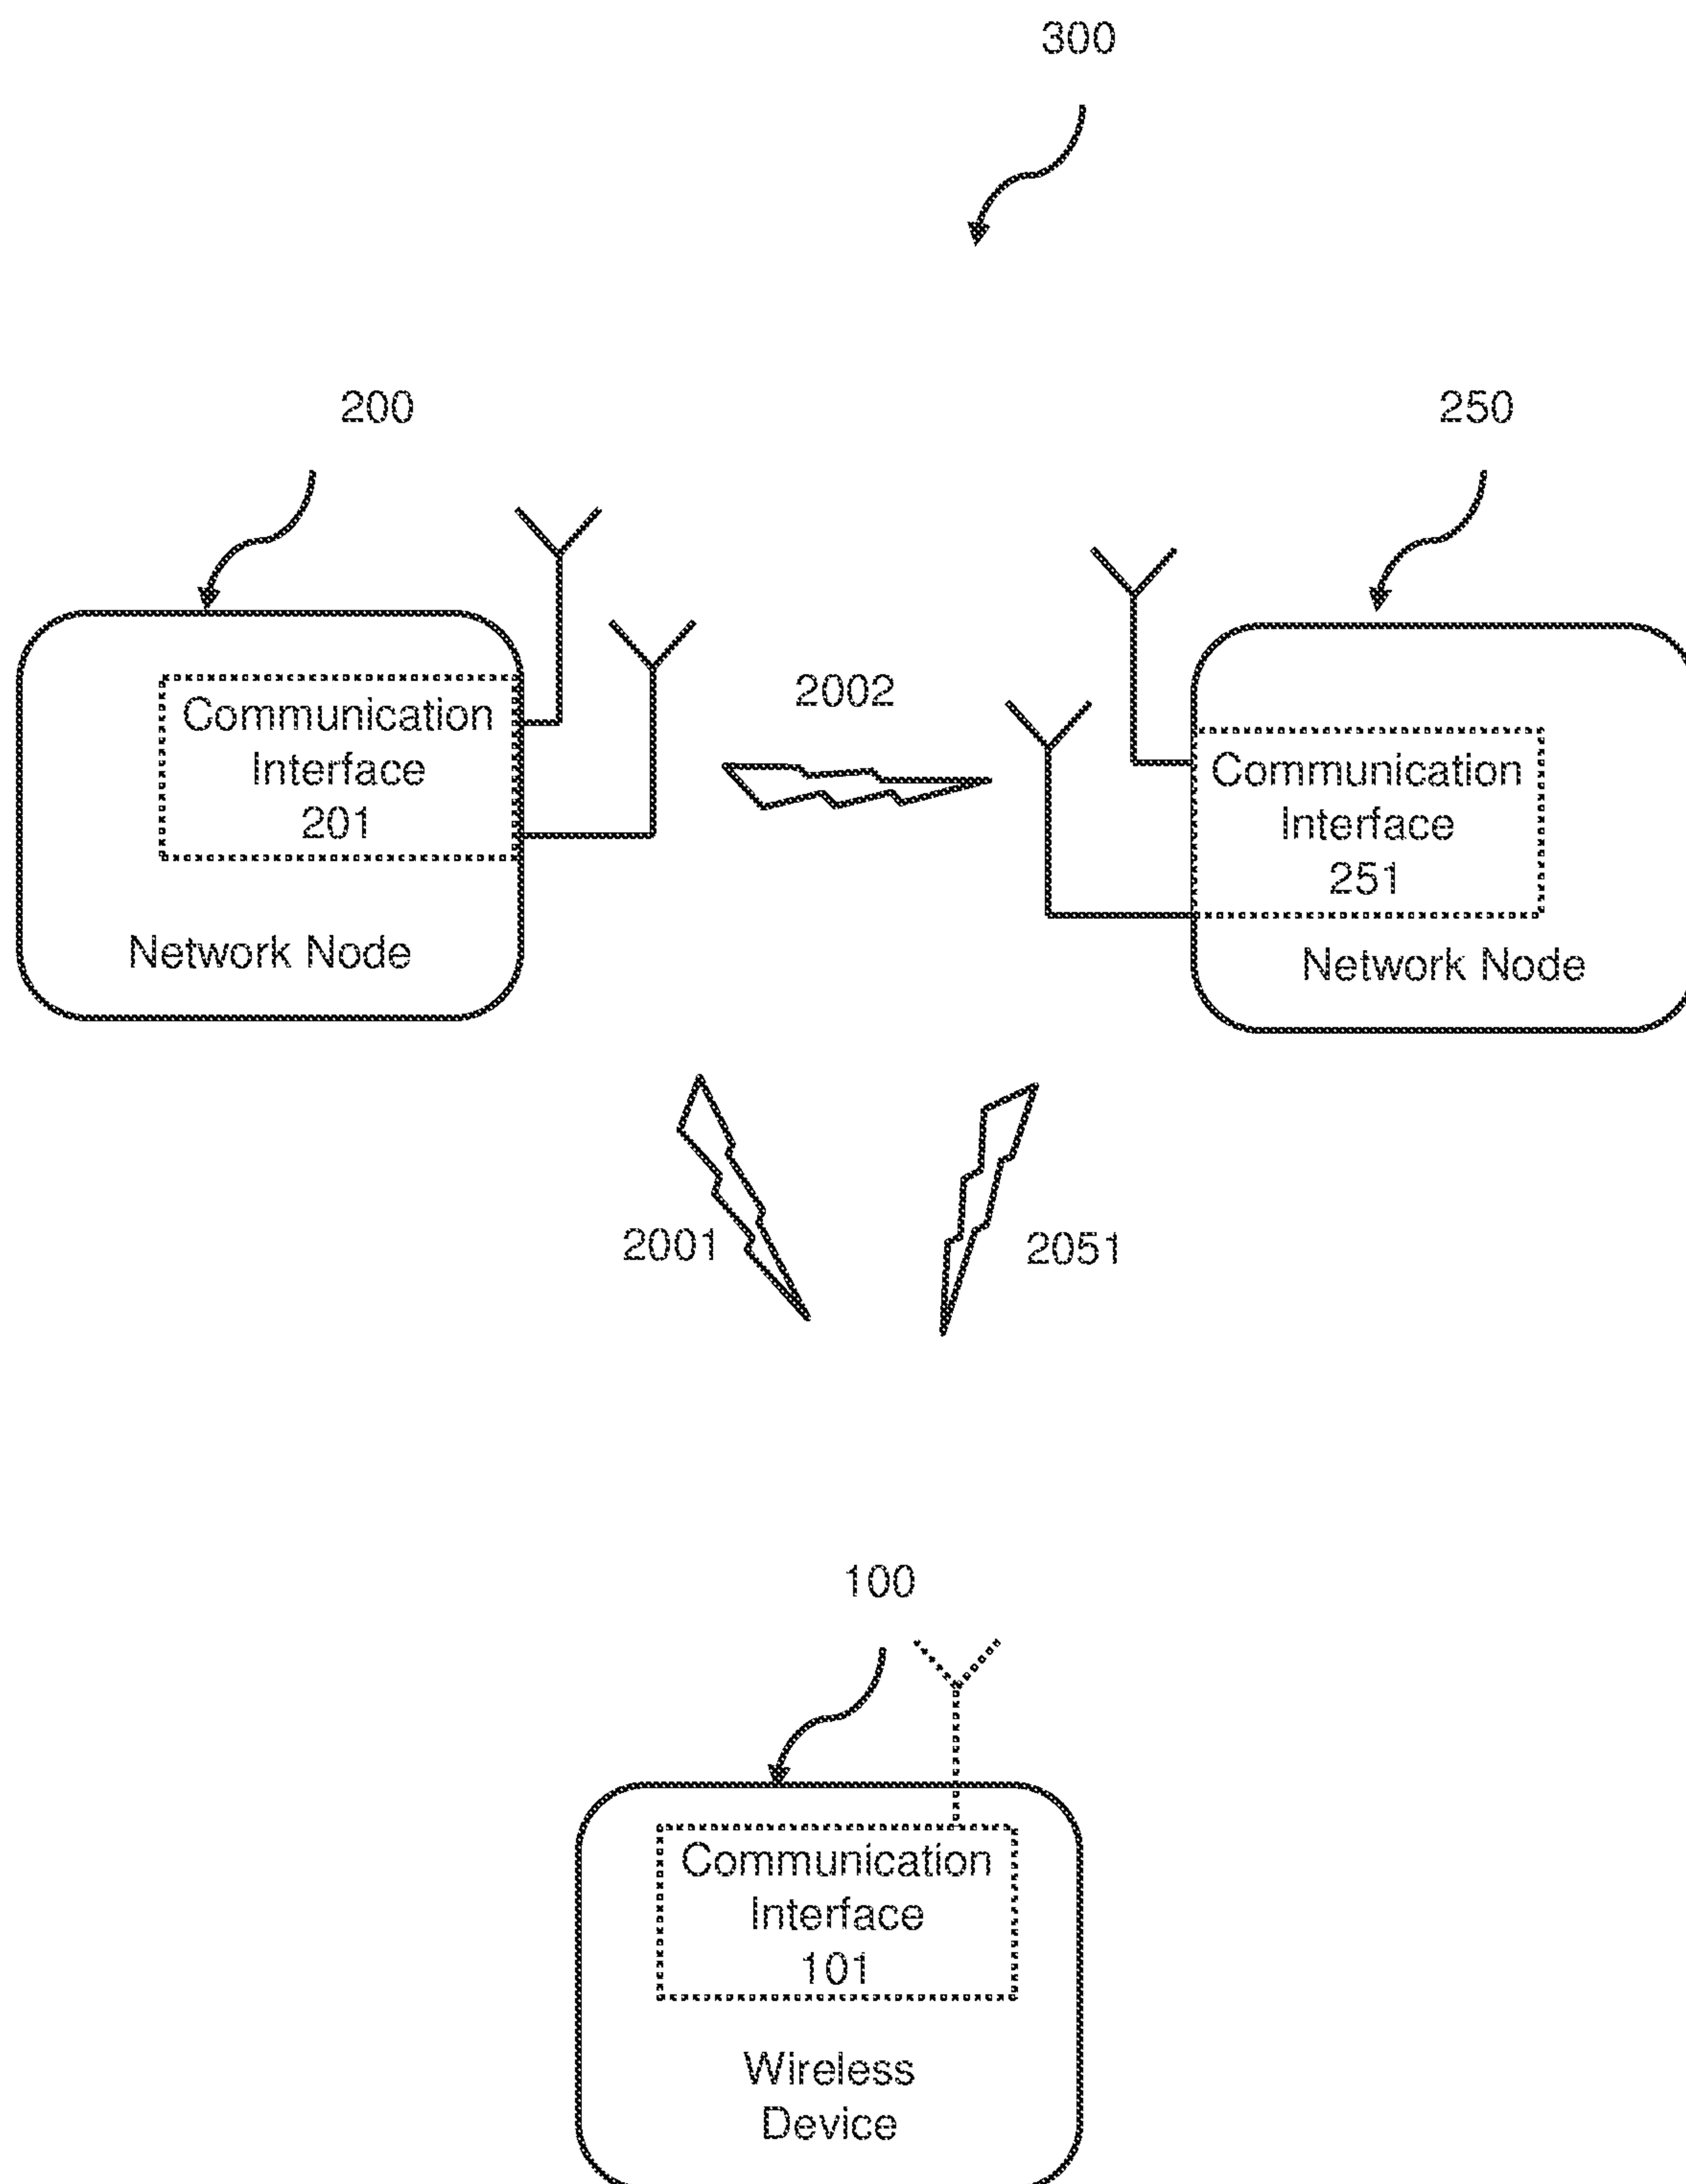 300
200
250
2002
Communication
Interface
201
Network Node
Communication
Interface
251
Network Node
2001
2051
100
Communication
Interface
101
Wireless
Device